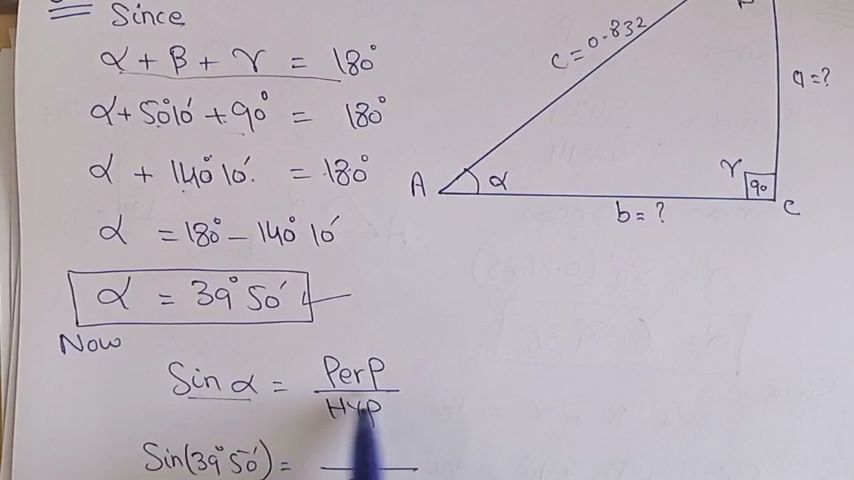 Since
α + β + γ = 180°
α + 50°10′ + 90° = 180°
α + 140°10′ = 180°
α = 180° - 140° 10′
α = 39° 50′
Now
Sin α = PerP / HYP
Sin(39° 50′) =
c = 0.832
a = ?
A
α
γ
90
C
b = ?